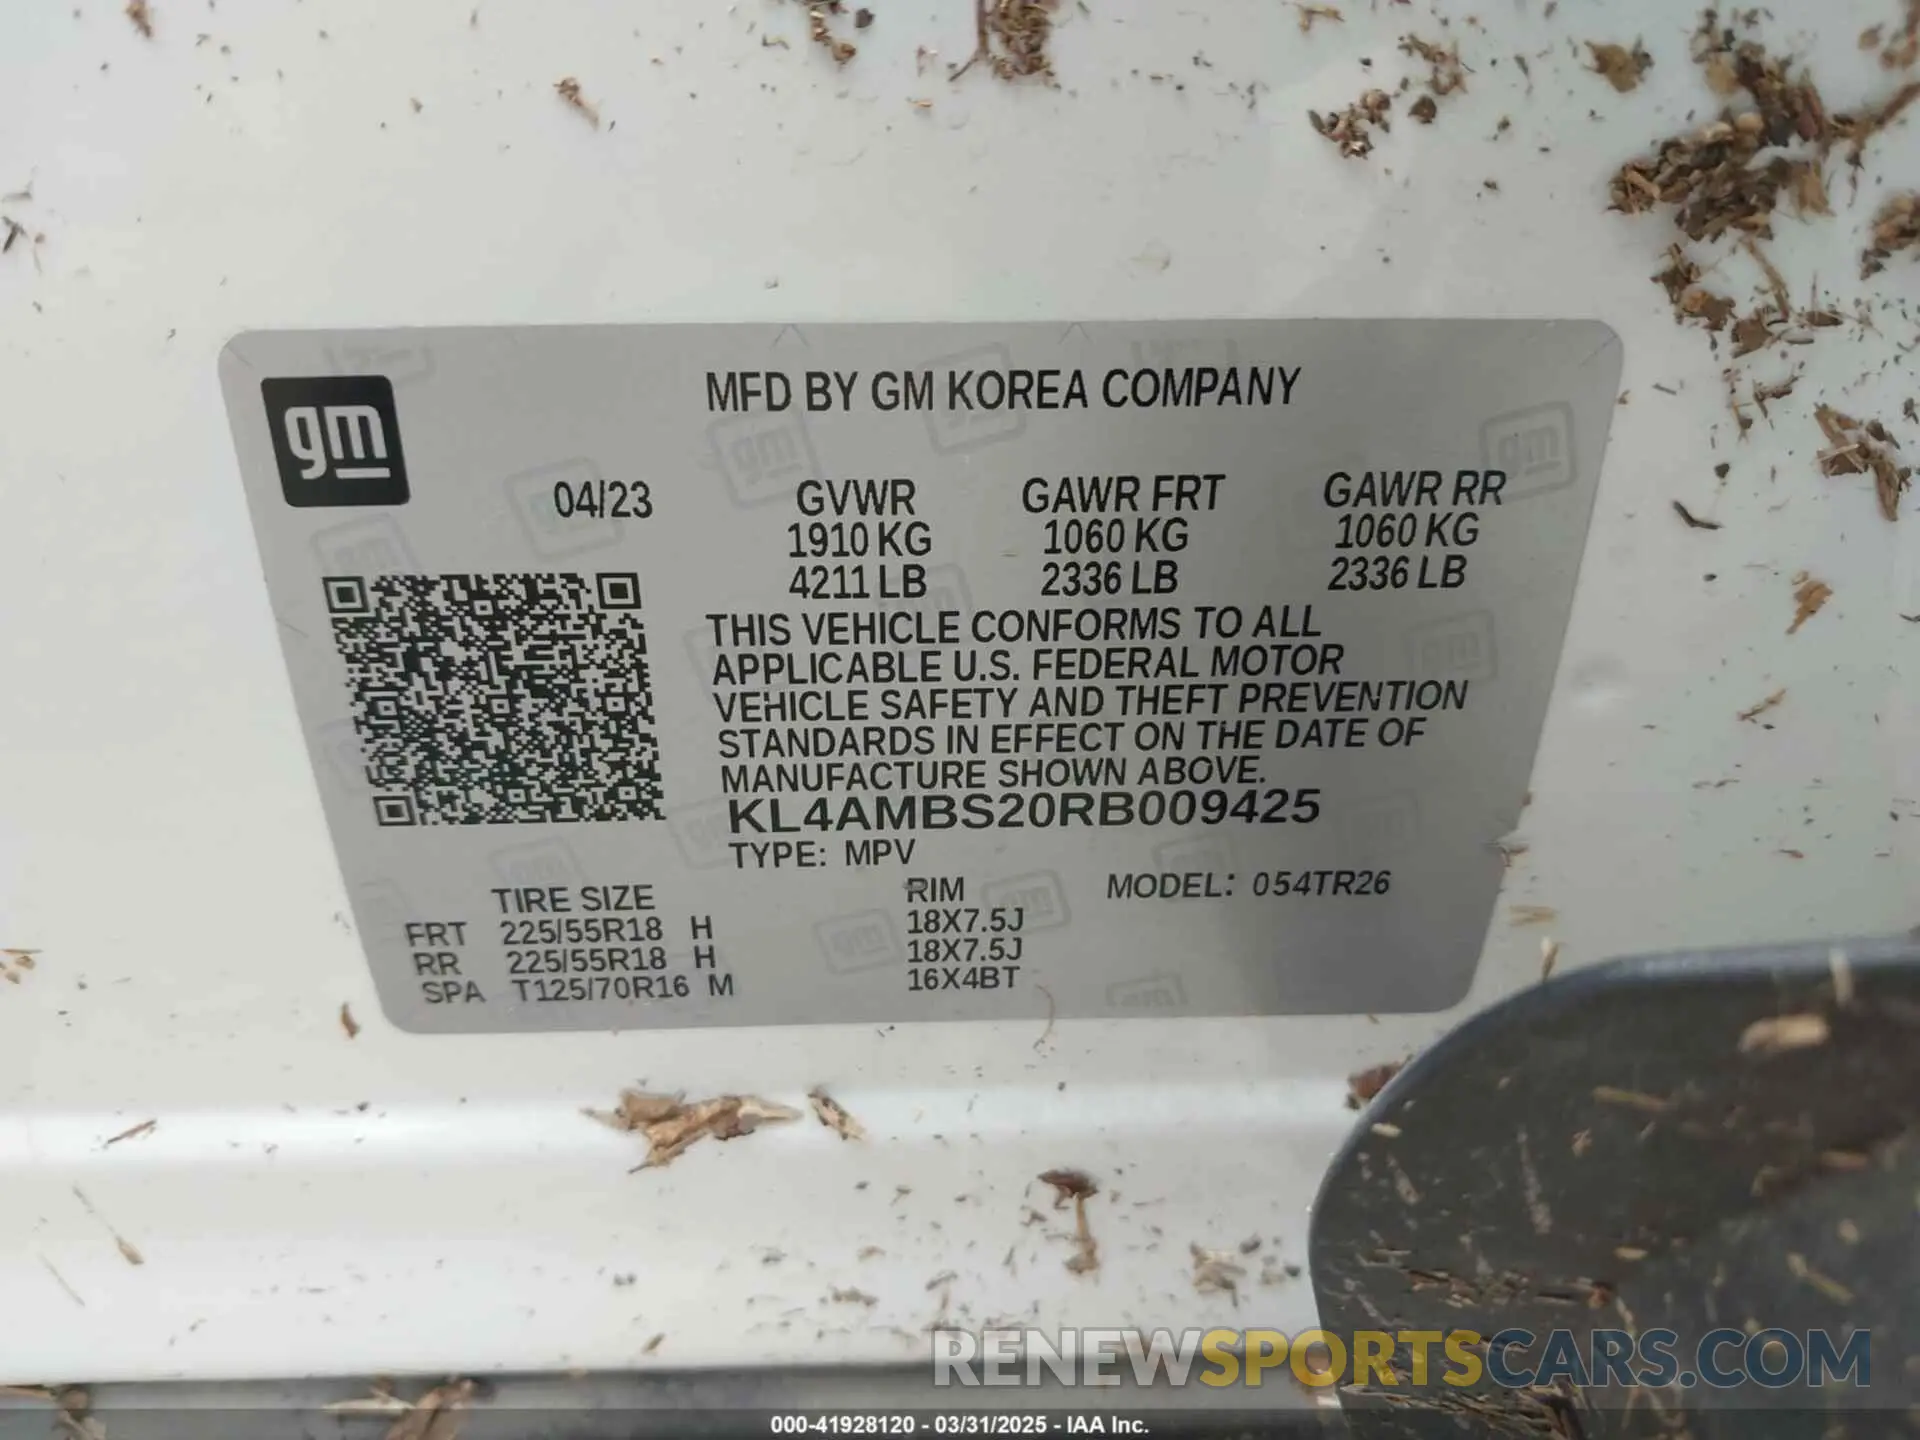 MFD BY GM KOREA COMPANY
gm
04/23 GVWR GAWR FRT GAWR RR
1910 KG 1060 KG 1060 KG
4211 LB 2336 LB 2336 LB
THIS VEHICLE CONFORMS TO ALL
APPLICABLE U.S. FEDERAL MOTOR
VEHICLE SAFETY AND THEFT PREVENTION
STANDARDS IN EFFECT ON THE DATE OF
MANUFACTURE SHOWN ABOVE.
KL4AMBS20RB009425
TYPE: MPV
TIRE SIZE RIM MODEL: 054TR26
FRT 225/55R18 H 18X7.5J
RR 225/55R18 H 18X7.5J
SPA T125/70R16 M 16X4BT
RENEWSPORTSCARS.COM
000-41928120 - 03/31/2025 - IAA Inc.